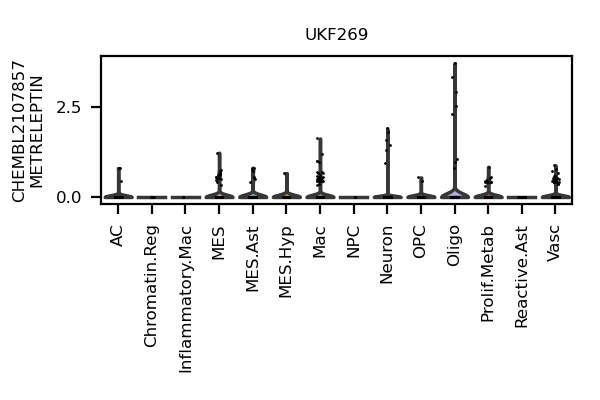 UKF269
CHEMBL2107857
METRELEPTIN
2.5
0.0
AC
Chromatin.Reg
Inflammatory.Mac
MES
MES.Ast
MES.Hyp
Mac
NPC
Neuron
OPC
Oligo
Prolif.Metab
Reactive.Ast
Vasc